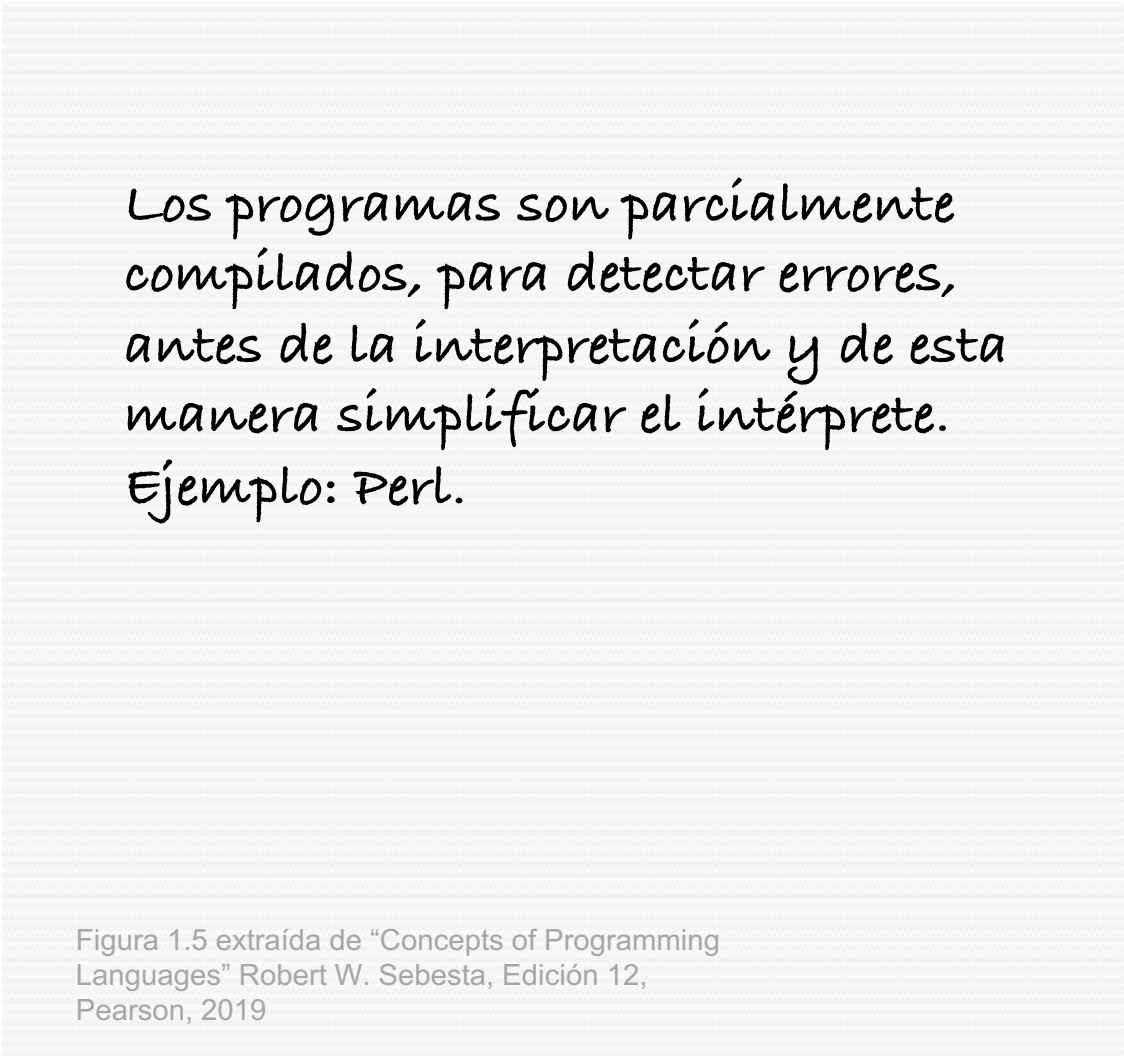 Los programas son parcialmente
compilados, para detectar errores,
antes de la interpretación y de esta
manera simplificar el intérprete.
Ejemplo: Perl.
Figura 1.5 extraída de “Concepts of Programming
Languages” Robert W. Sebesta, Edición 12,
Pearson, 2019